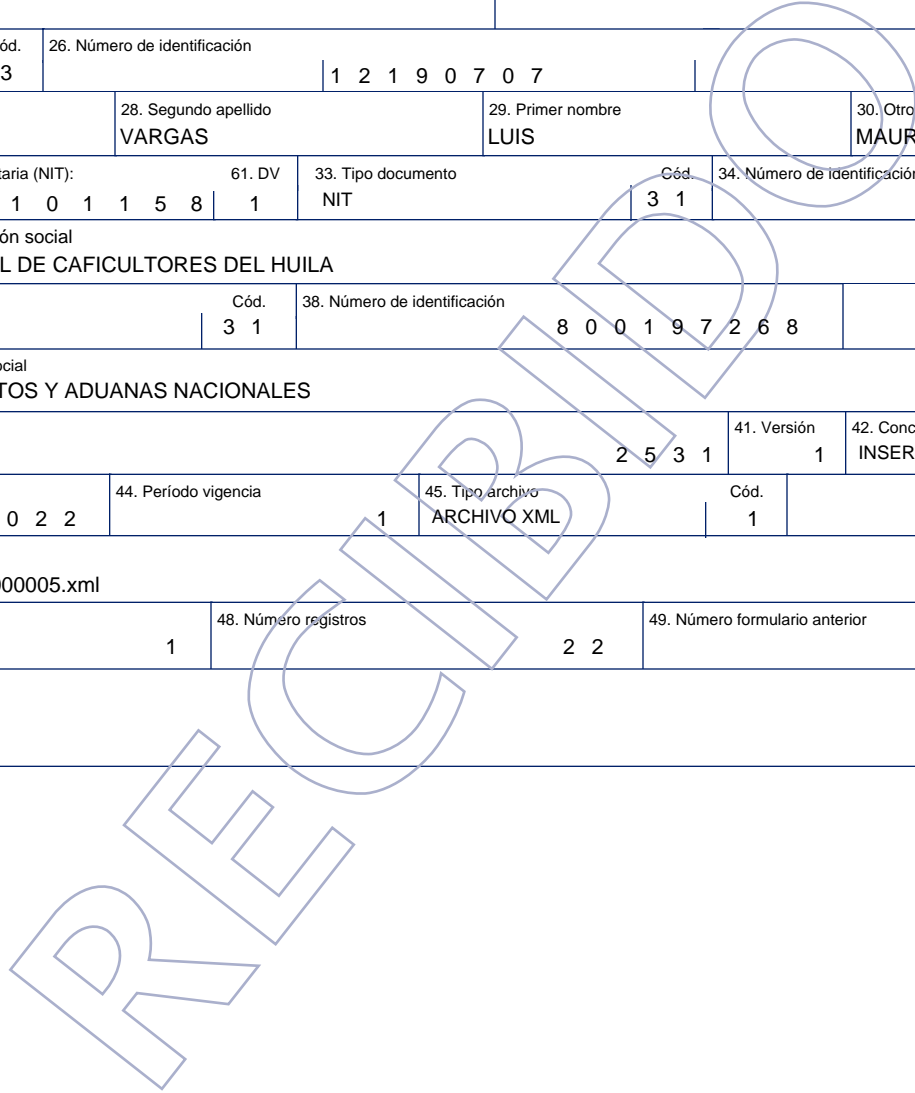 ód. 26. Número de identificación
3 1 2 1 9 0 7 0 7
28. Segundo apellido 29. Primer nombre 30. Otro
VARGAS LUIS MAUR
taria (NIT): 61. DV 33. Tipo documento Cód. 34. Número de identificación
1 0 1 1 5 8 1 NIT 3 1
ón social
L DE CAFICULTORES DEL HUILA
Cód. 38. Número de identificación
3 1 8 0 0 1 9 7 2 6 8
ocial
TOS Y ADUANAS NACIONALES
41. Versión 42. Conc
2 5 3 1 1 INSER
44. Período vigencia 45. Tipo archivo Cód.
0 2 2 1 ARCHIVO XML 1
000005.xml
48. Número registros 49. Número formulario anterior
1 2 2
RECIBIDO